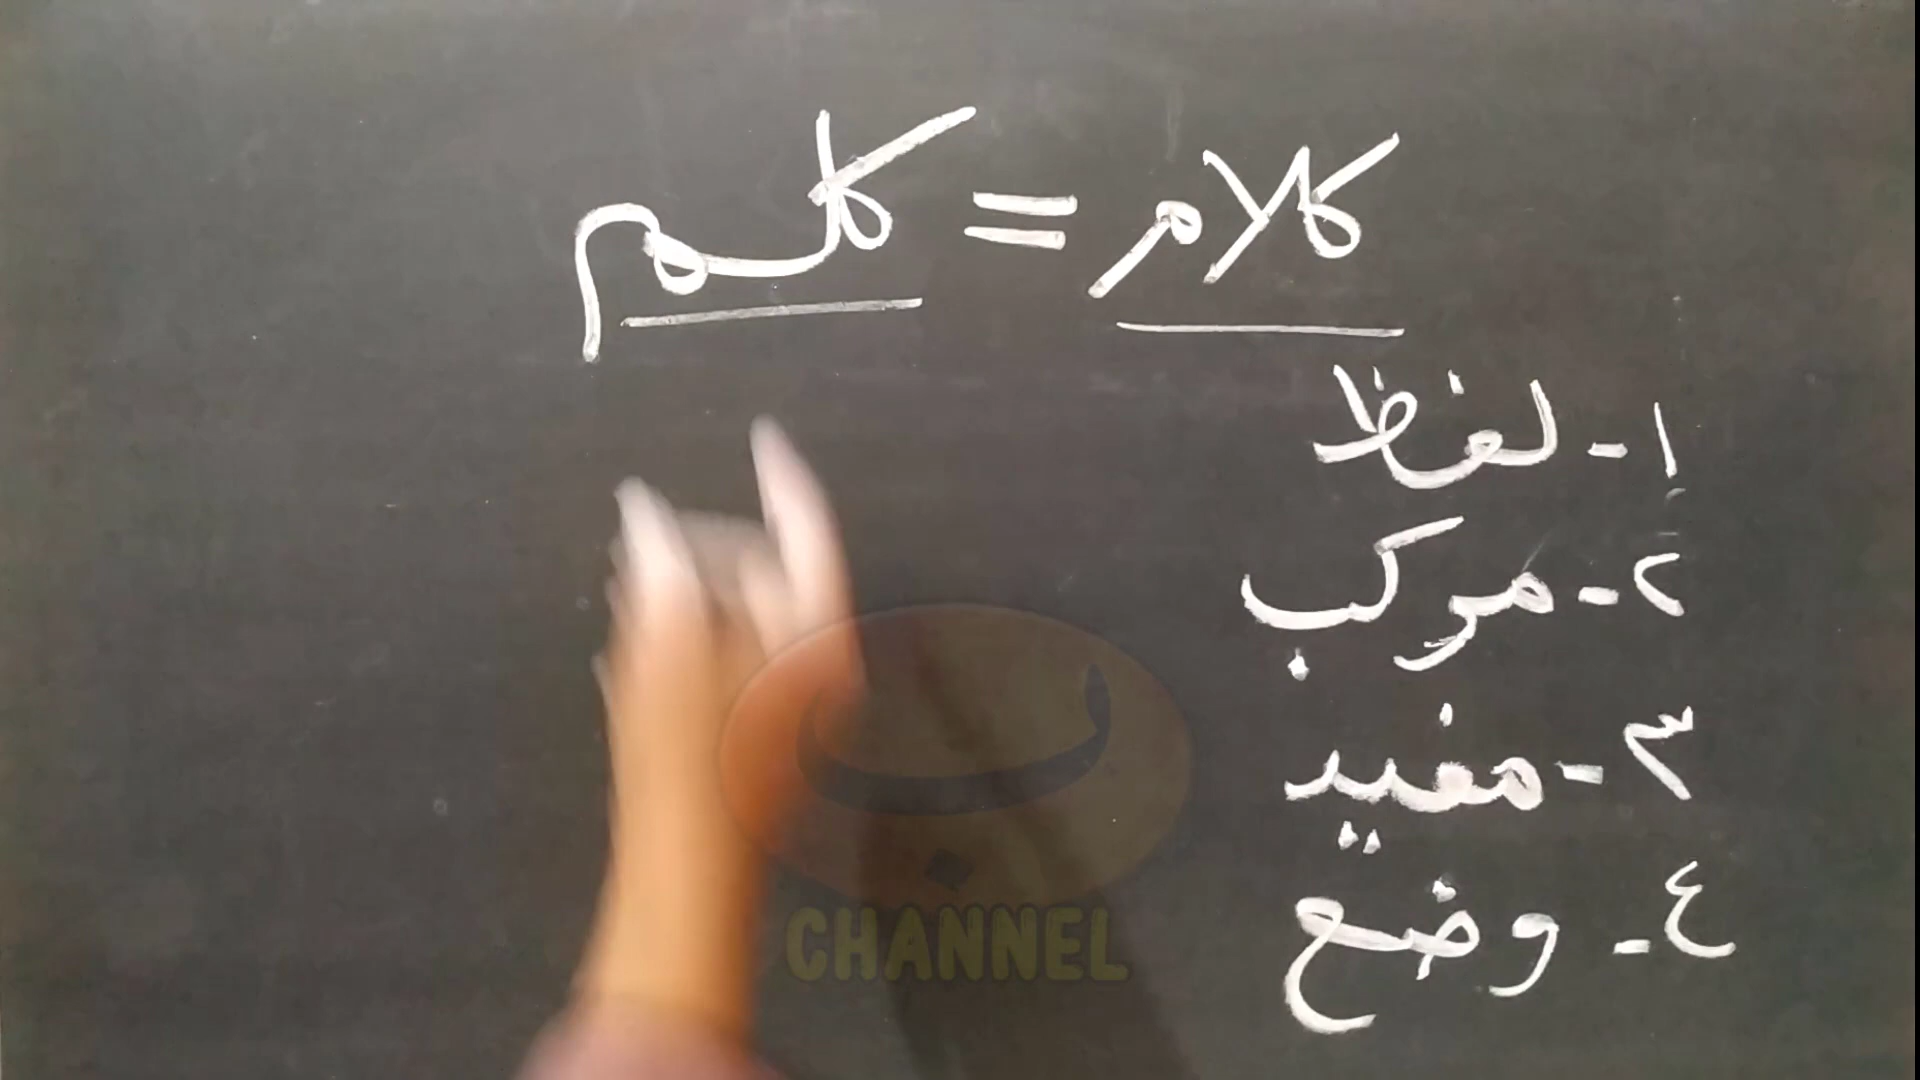 كلام = كلم
١- لفظ
٢- مركب
٣- مفيد
٤- وضع
ب
CHANNEL